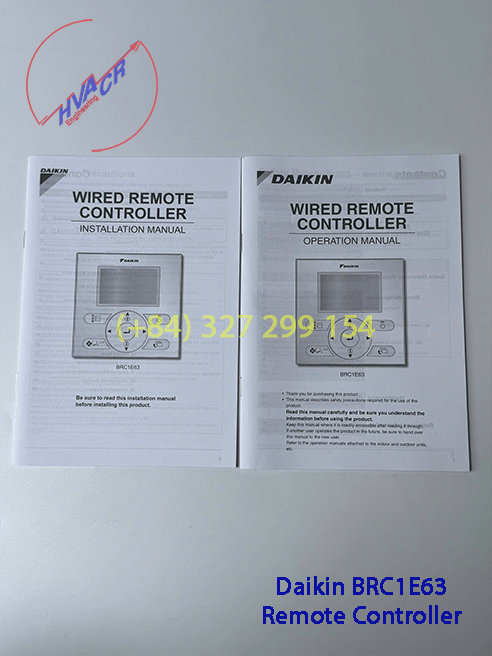 HVACR
Engineering
DAIKIN
WIRED REMOTE
CONTROLLER
INSTALLATION MANUAL
DAIKIN
BRC1E63
Be sure to read this installation manual
before installing this product.
DAIKIN
WIRED REMOTE
CONTROLLER
OPERATION MANUAL
DAIKIN
BRC1E63
• Thank you for purchasing this product.
• This manual describes safety precautions required for the use of the
product.
Read this manual carefully and be sure you understand the
information before using the product.
Keep this manual where it is readily accessible after reading it through.
If another user operates the product in the future, be sure to hand over
this manual to the new user.
Refer to the operation manuals attached to the indoor and outdoor units,
etc.
(+84) 327 299 154
Daikin BRC1E63
Remote Controller